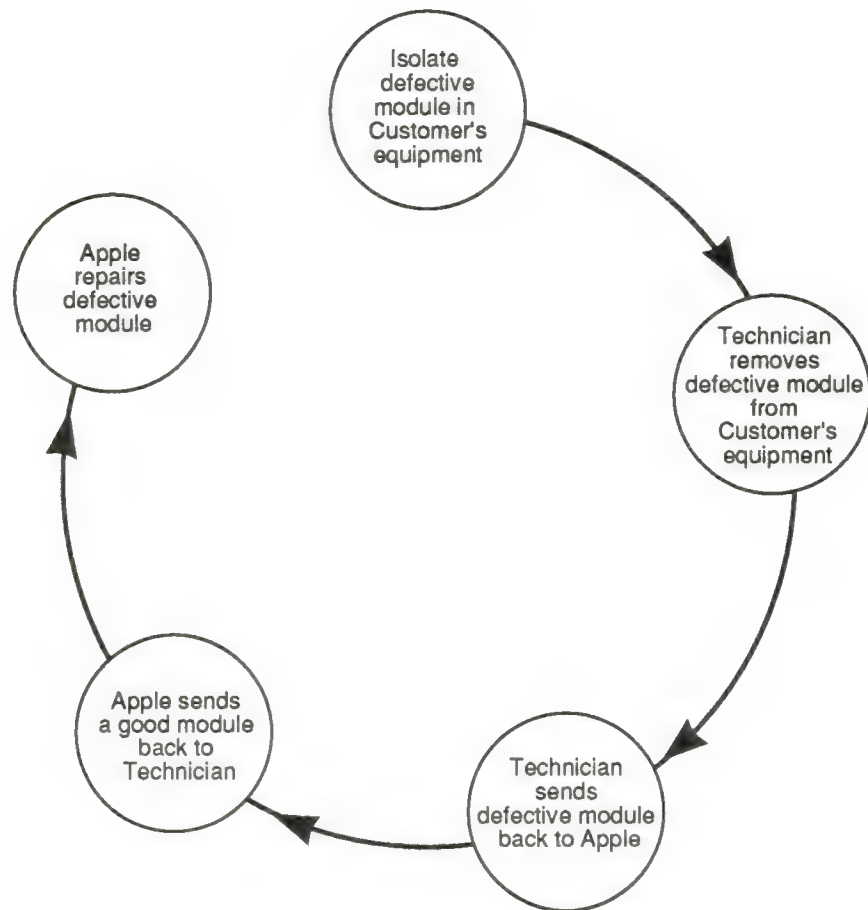 Isolate
defective
module in
Customer's
equipment
Technician
removes
defective module
from
Customer's
equipment
Technician
sends
defective module
back to Apple
Apple sends
a good module
back to
Technician
Apple
repairs
defective
module